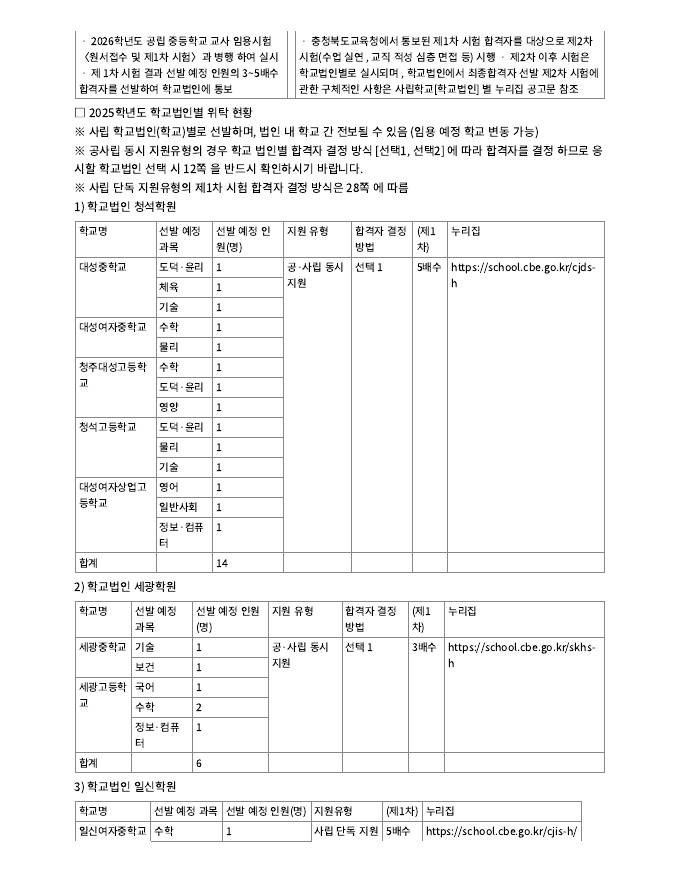 · 2026학년도 공립 중등학교 교사 임용시험
〈원서접수 및 제1차 시험〉과 병행 하여 실시
· 제 1차 시험 결과 선발 예정 인원의 3~5배수
합격자를 선발하여 학교법인에 통보
· 충청북도교육청에서 통보된 제1차 시험 합격자를 대상으로 제2차
시험(수업 실연 , 교직 적성 심층 면접 등) 시행 · 제2차 이후 시험은
학교법인별로 실시되며 , 학교법인에서 최종합격자 선발 제2차 시험에
관한 구체적인 사항은 사립학교[학교법인] 별 누리집 공고문 참조
□ 2025학년도 학교법인별 위탁 현황
※ 사립 학교법인(학교)별로 선발하며, 법인 내 학교 간 전보될 수 있음 (임용 예정 학교 변동 가능)
※ 공사립 동시 지원유형의 경우 학교 법인별 합격자 결정 방식 [선택1, 선택2] 에 따라 합격자를 결정 하므로 응
시할 학교법인 선택 시 12쪽 을 반드시 확인하시기 바랍니다.
※ 사립 단독 지원유형의 제1차 시험 합격자 결정 방식은 28쪽 에 따름
1) 학교법인 청석학원
학교명 선발 예정 과목 선발 예정 인원(명) 지원 유형 합격자 결정 방법 (제1차) 누리집
대성중학교 도덕·윤리 1 공·사립 동시 지원 선택 1 5배수 https://school.cbe.go.kr/cjds-h
체육 1
기술 1
대성여자중학교 수학 1
물리 1
청주대성고등학교 수학 1
도덕·윤리 1
영양 1
청석고등학교 도덕·윤리 1
물리 1
기술 1
대성여자상업고등학교 영어 1
일반사회 1
정보·컴퓨터 1
합계 14
2) 학교법인 세광학원
학교명 선발 예정 과목 선발 예정 인원(명) 지원 유형 합격자 결정 방법 (제1차) 누리집
세광중학교 기술 1 공·사립 동시 지원 선택 1 3배수 https://school.cbe.go.kr/skhs-h
보건 1
세광고등학교 국어 1
수학 2
정보·컴퓨터 1
합계 6
3) 학교법인 일신학원
학교명 선발 예정 과목 선발 예정 인원(명) 지원유형 (제1차) 누리집
일신여자중학교 수학 1 사립 단독 지원 5배수 https://school.cbe.go.kr/cjis-h/